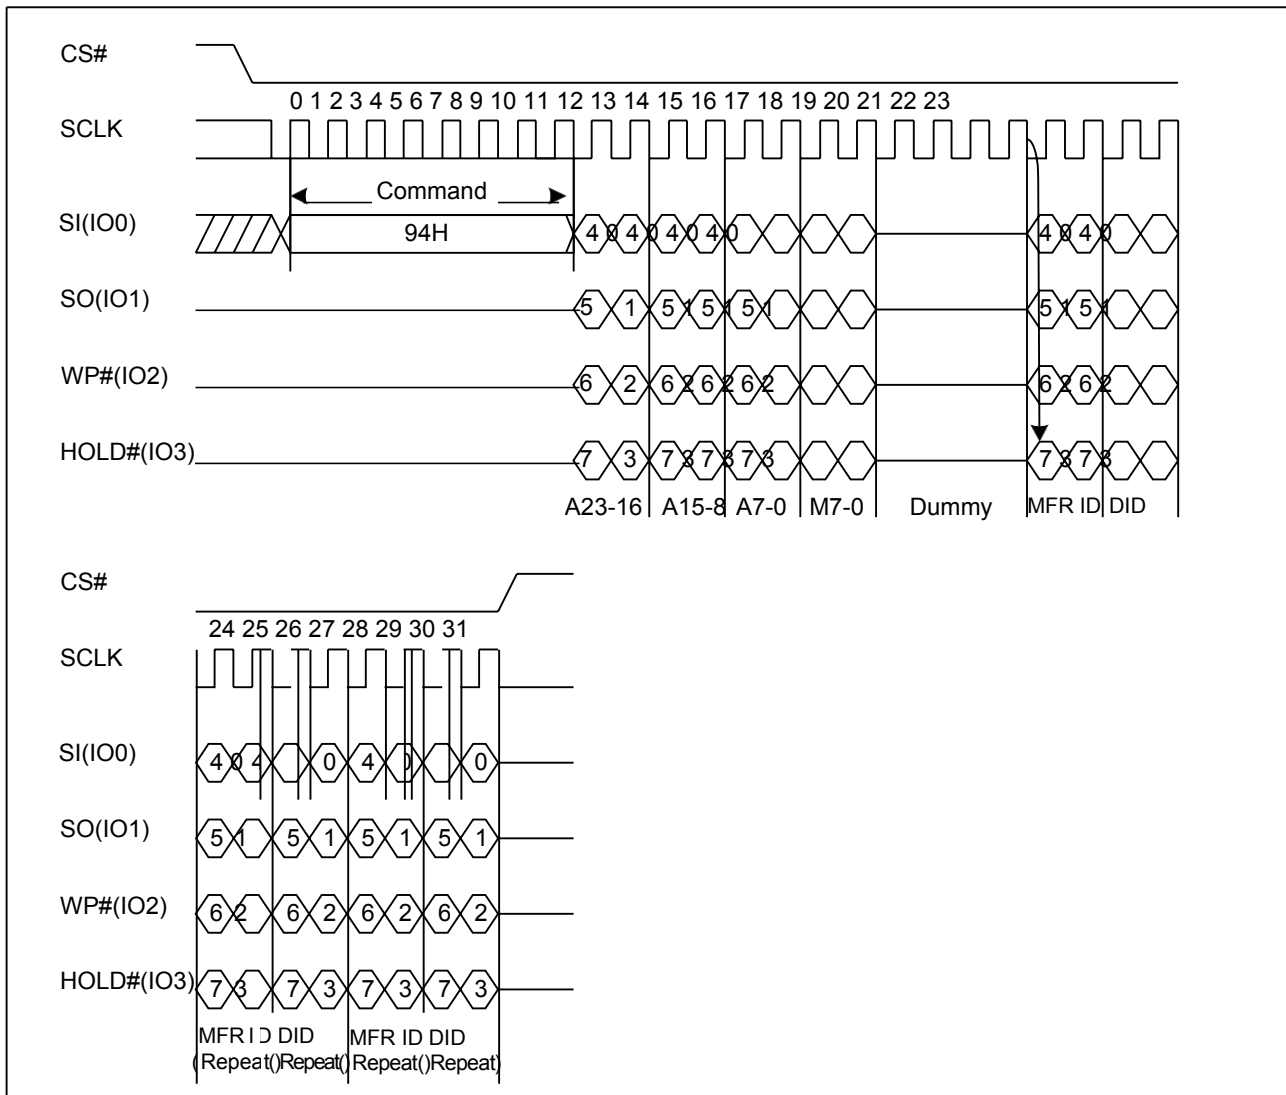 CS#
0 1 2 3 4 5 6 7 8 9 10 11 12 13 14 15 16 17 18 19 20 21 22 23
SCLK
Command
SI(IO0) 94H 4 0 4 0 4 0 4 0 4 0 4 0
SO(IO1) 5 1 5 1 5 1 5 1 5 1 5 1
WP#(IO2) 6 2 6 2 6 2 6 2 6 2 6 2
HOLD#(IO3) 7 3 7 3 7 3 7 3 7 3 7 3
A23-16 A15-8 A7-0 M7-0 Dummy MFR ID DID
CS#
24 25 26 27 28 29 30 31
SCLK
SI(IO0) 4 0 4 0 4 0 0
SO(IO1) 5 1 5 1 5 1 5 1
WP#(IO2) 6 2 6 2 6 2 6 2
HOLD#(IO3) 7 3 7 3 7 3 7 3
MFR ID DID MFR ID DID
(Repeat()Repeat() Repeat()Repeat)